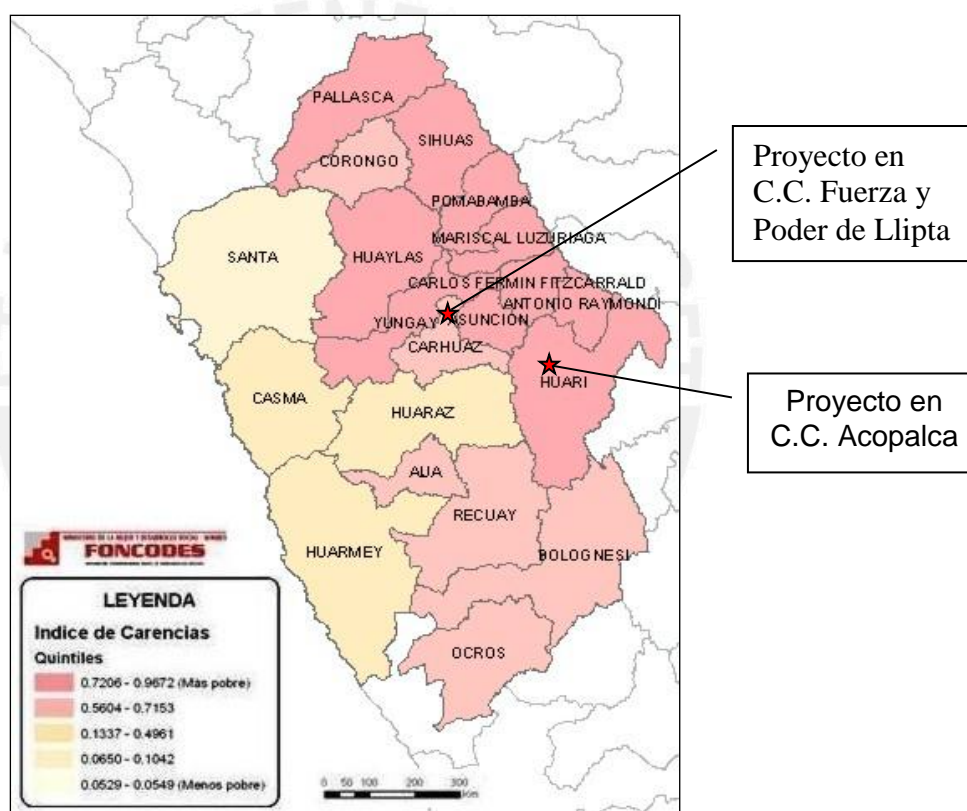 PALLASCA
SIHUAS
CORONGO
POMABAMBA
MARISCAL LUZURIAGA
SANTA
HUAYLAS
CARLOS FERMIN FITZCARRALD
ANTONIO RAYMONDI
YUNGAY
ASUNCIÓN
CARHUAZ
HUARI
CASMA
HUARAZ
AIJA
RECUAY
HUARMEY
BOLOGNESI
OCROS
Proyecto en
C.C. Fuerza y
Poder de Llipta
Proyecto en
C.C. Acopalca
FONCODES
LEYENDA
Indice de Carencias
Quintiles
0.7206 - 0.9672 (Más pobre)
0.5604 - 0.7153
0.1337 - 0.4961
0.0650 - 0.1042
0.0529 - 0.0549 (Menos pobre)
0 50 100 200 300
km